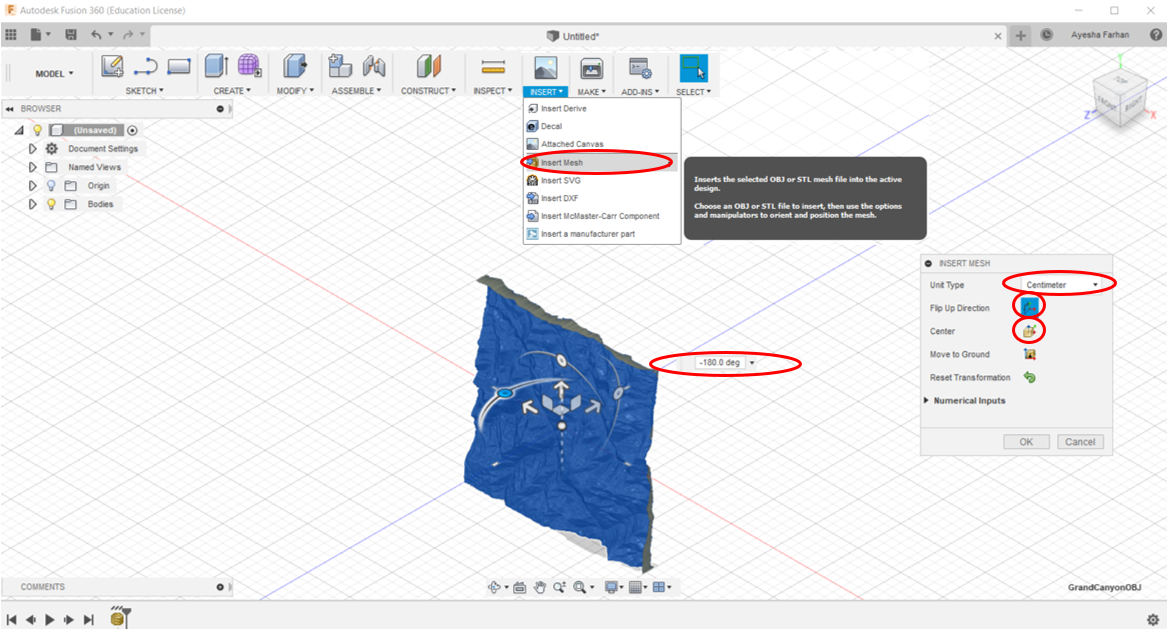 Autodesk Fusion 360 (Education License)
Untitled*
Ayesha Farhan
MODEL
SKETCH
CREATE
MODIFY
ASSEMBLE
CONSTRUCT
INSPECT
INSERT
MAKE
ADD-INS
SELECT
BROWSER
(Unsaved)
Document Settings
Named Views
Origin
Bodies
Insert Derive
Decal
Attached Canvas
Insert Mesh
Insert SVG
Insert DXF
Insert McMaster-Carr Component
Insert a manufacturer part
Inserts the selected OBJ or STL mesh file into the active
design.
Choose an OBJ or STL file to insert, then use the options
and manipulators to orient and position the mesh.
TOP
FRONT
RIGHT
Y
Z
X
INSERT MESH
Unit Type Centimeter
Flip Up Direction
Center
Move to Ground
Reset Transformation
Numerical Inputs
OK Cancel
-180.0 deg
COMMENTS
GrandCanyonOBJ